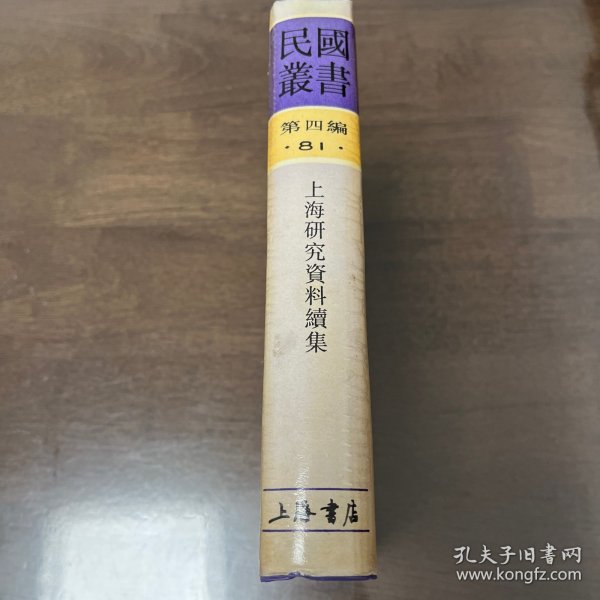 民國
叢書
第四編
·81·
上海研究資料續集
上海書店
孔夫子旧书网
www.kongfz.com